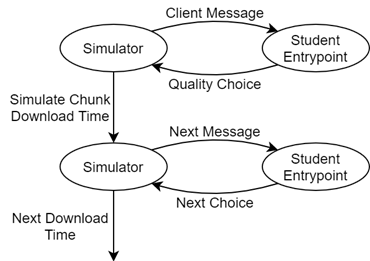 Client Message
Simulator
Student
Entrypoint
Quality Choice
Simulate Chunk
Download Time
Next Message
Simulator
Student
Entrypoint
Next Choice
Next Download
Time